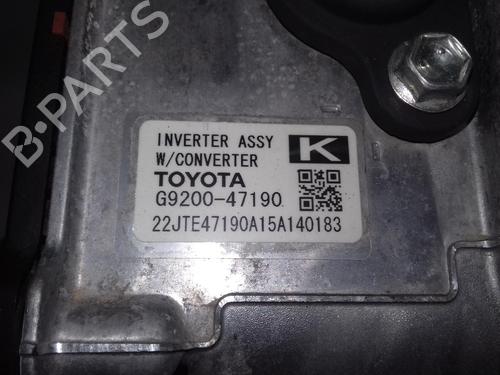 B-PARTS
INVERTER ASSY
W/CONVERTER
K
TOYOTA
G9200-47190
22JTE47190A15A140183